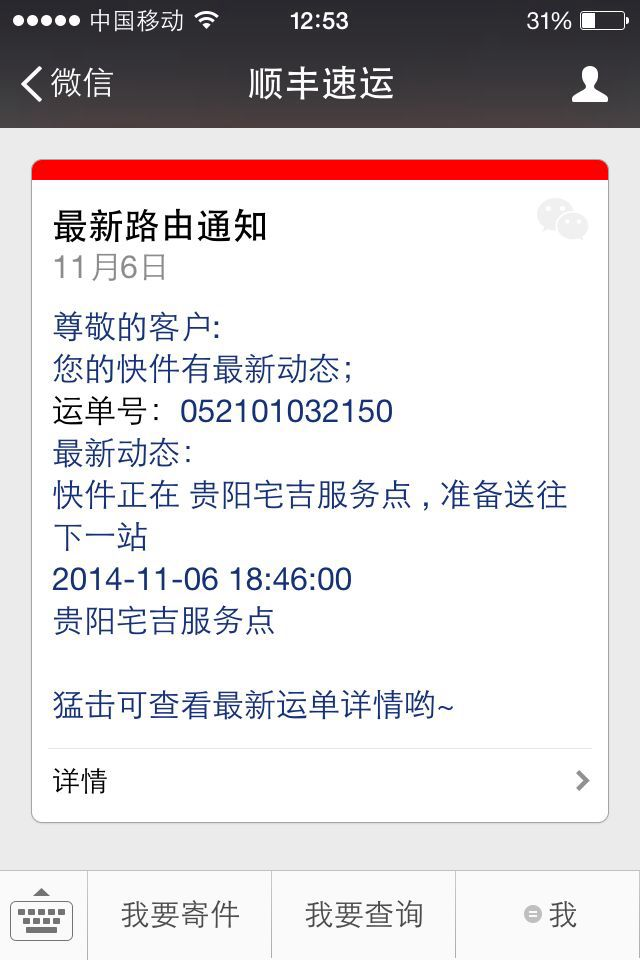 中国移动 12:53 31%
微信 顺丰速运
最新路由通知
11月6日
尊敬的客户:
您的快件有最新动态;
运单号：052101032150
最新动态:
快件正在 贵阳宅吉服务点 , 准备送往
下一站
2014-11-06 18:46:00
贵阳宅吉服务点
猛击可查看最新运单详情哟~
详情
我要寄件 我要查询 我